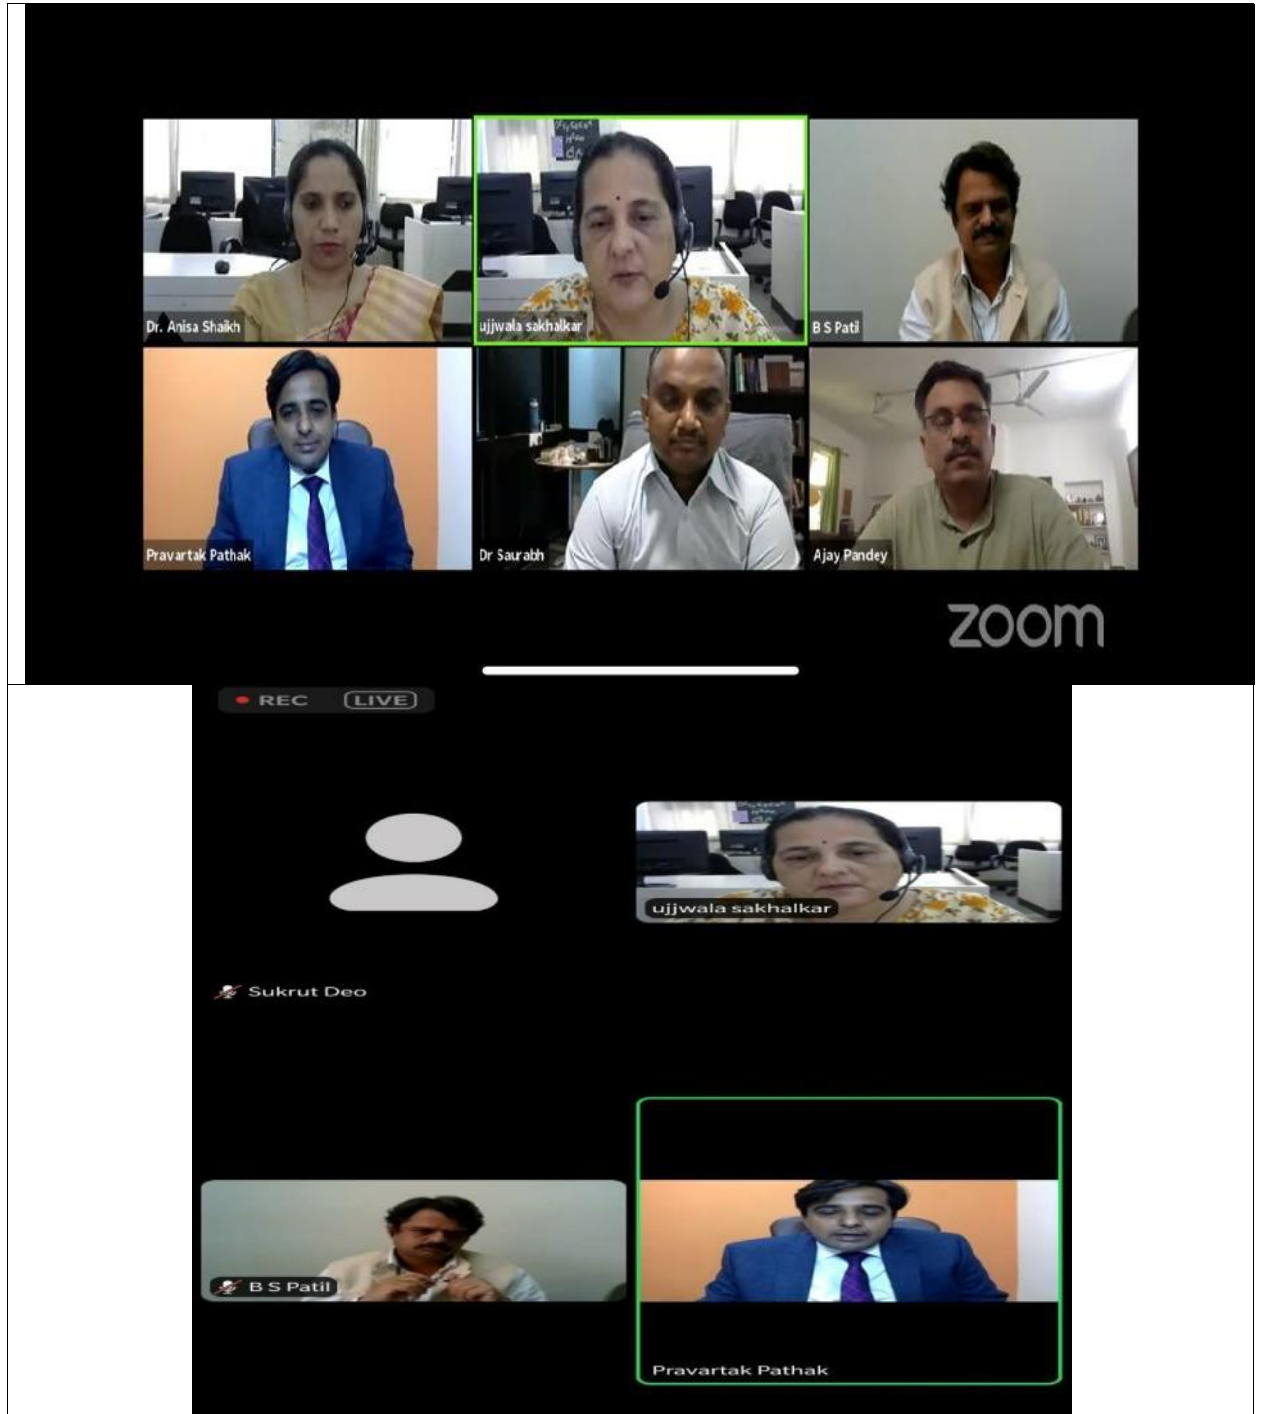 Dr. Anisa Shaikh
ujjwala sakhalkar
B S Patil
Pravartak Pathak
Dr Saurabh
Ajay Pandey
zoom
REC LIVE
ujjwala sakhalkar
Sukrut Deo
B S Patil
Pravartak Pathak